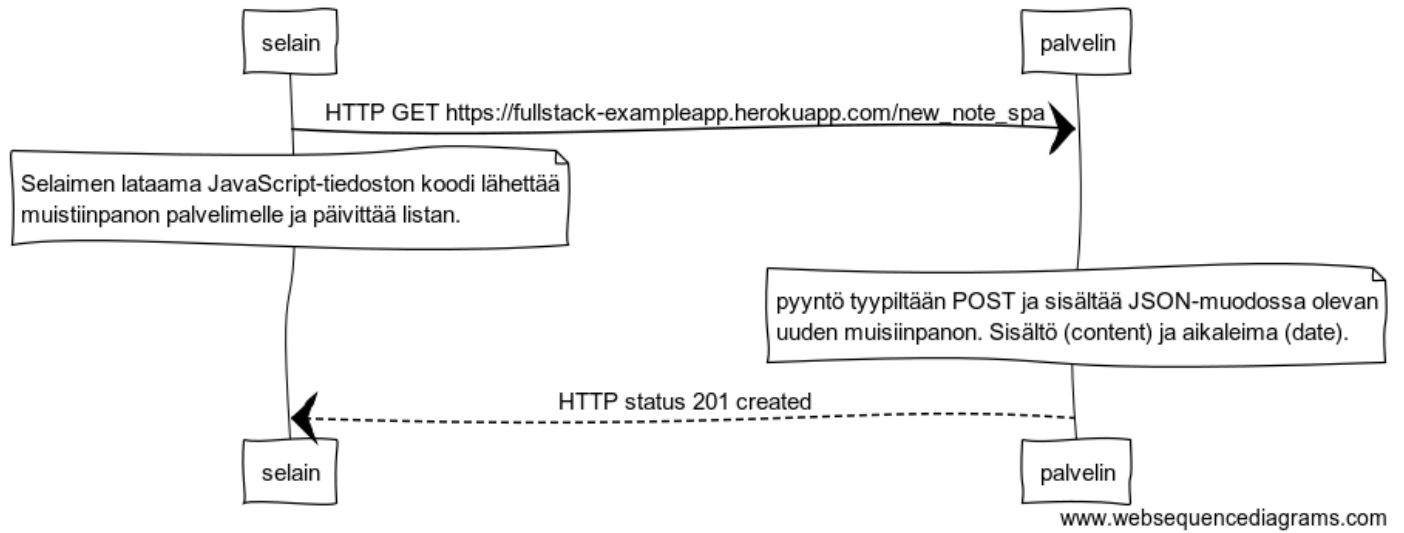 selain
palvelin
HTTP GET https://fullstack-exampleapp.herokuapp.com/new_note_spa
Selaimen lataama JavaScript-tiedoston koodi lähettää
muistiinpanon palvelimelle ja päivittää listan.
pyyntö tyypiltään POST ja sisältää JSON-muodossa olevan
uuden muisiinpanon. Sisältö (content) ja aikaleima (date).
HTTP status 201 created
selain
palvelin
www.websequencediagrams.com